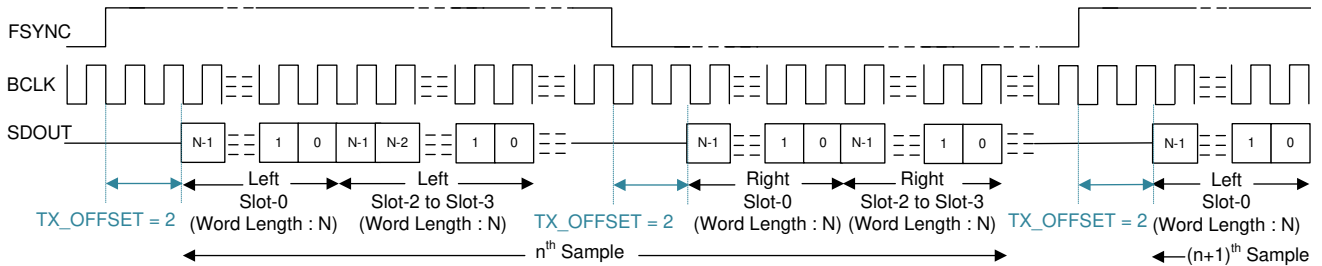 FSYNC
BCLK
SDOUT
N-1 1 0 N-1 N-2 1 0 N-1 1 0 N-1 1 0 N-1 1 0
Left Left Right Right Left
TX_OFFSET = 2 Slot-0 Slot-2 to Slot-3 TX_OFFSET = 2 Slot-0 Slot-2 to Slot-3 TX_OFFSET = 2 Slot-0
(Word Length : N) (Word Length : N) (Word Length : N) (Word Length : N) (Word Length : N)
nth Sample (n+1)th Sample